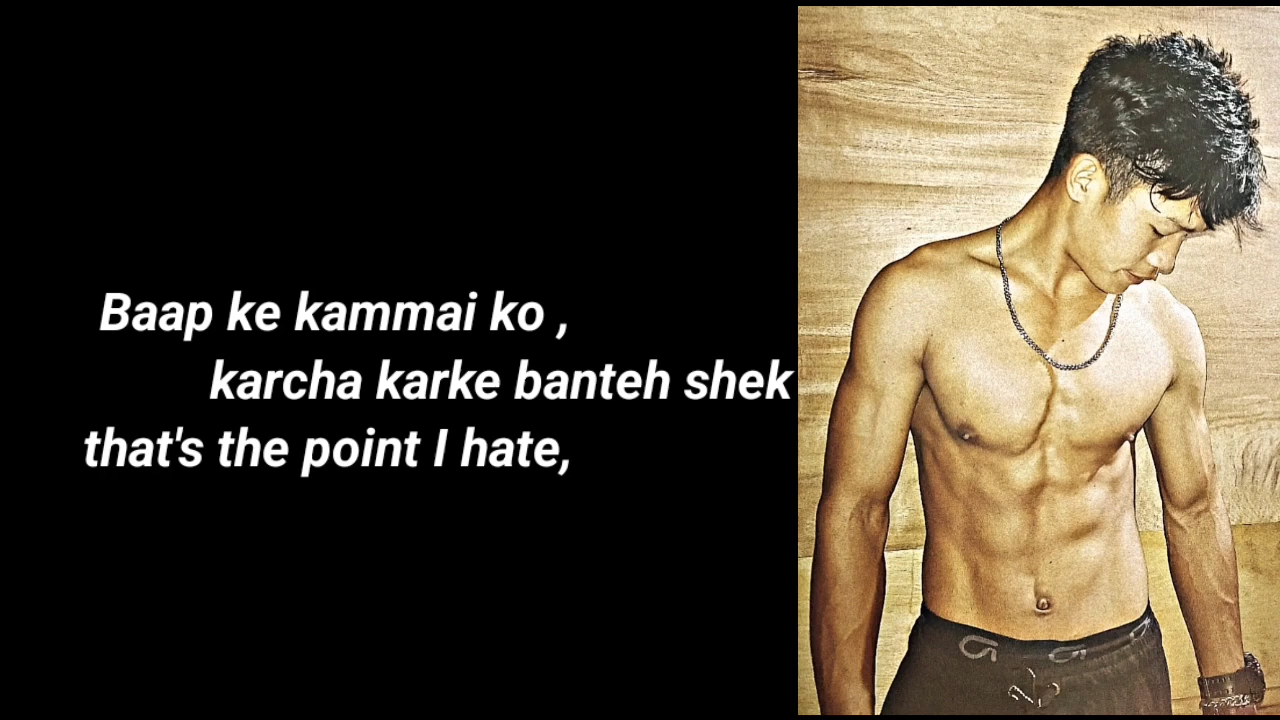 Baap ke kammai ko ,
karcha karke banteh shek
that's the point I hate,